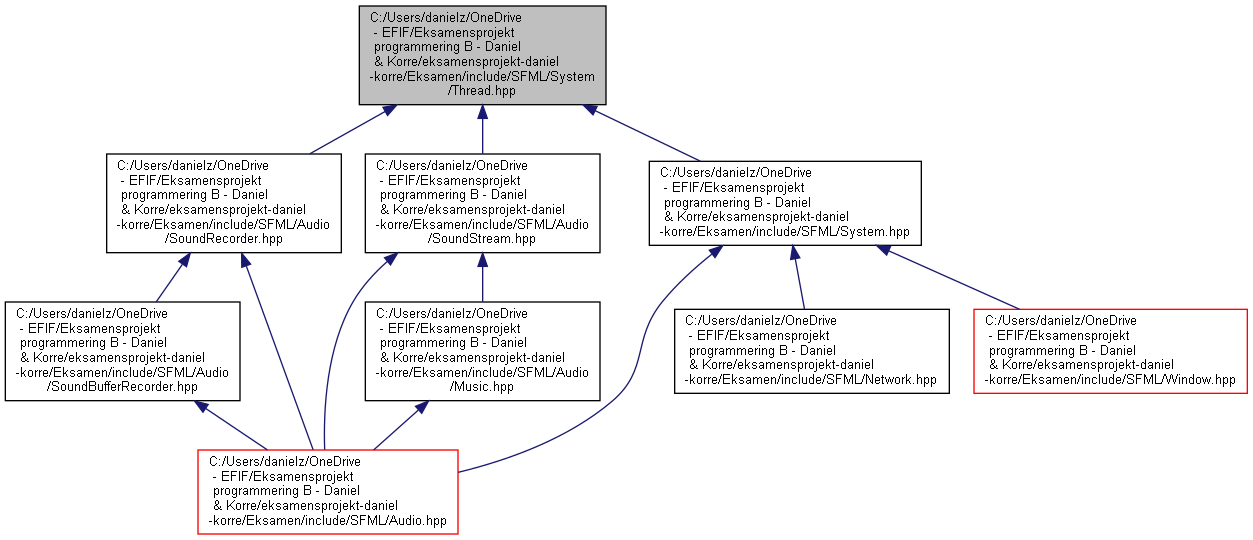 C:/Users/danielz/OneDrive
- EFIF/Eksamensprojekt
programmering B - Daniel
& Korre/eksamensprojekt-daniel
-korre/Eksamen/include/SFML/System
/Thread.hpp
C:/Users/danielz/OneDrive
- EFIF/Eksamensprojekt
programmering B - Daniel
& Korre/eksamensprojekt-daniel
-korre/Eksamen/include/SFML/Audio
/SoundRecorder.hpp
C:/Users/danielz/OneDrive
- EFIF/Eksamensprojekt
programmering B - Daniel
& Korre/eksamensprojekt-daniel
-korre/Eksamen/include/SFML/Audio
/SoundStream.hpp
C:/Users/danielz/OneDrive
- EFIF/Eksamensprojekt
programmering B - Daniel
& Korre/eksamensprojekt-daniel
-korre/Eksamen/include/SFML/System.hpp
C:/Users/danielz/OneDrive
- EFIF/Eksamensprojekt
programmering B - Daniel
& Korre/eksamensprojekt-daniel
-korre/Eksamen/include/SFML/Audio
/SoundBufferRecorder.hpp
C:/Users/danielz/OneDrive
- EFIF/Eksamensprojekt
programmering B - Daniel
& Korre/eksamensprojekt-daniel
-korre/Eksamen/include/SFML/Audio
/Music.hpp
C:/Users/danielz/OneDrive
- EFIF/Eksamensprojekt
programmering B - Daniel
& Korre/eksamensprojekt-daniel
-korre/Eksamen/include/SFML/Network.hpp
C:/Users/danielz/OneDrive
- EFIF/Eksamensprojekt
programmering B - Daniel
& Korre/eksamensprojekt-daniel
-korre/Eksamen/include/SFML/Window.hpp
C:/Users/danielz/OneDrive
- EFIF/Eksamensprojekt
programmering B - Daniel
& Korre/eksamensprojekt-daniel
-korre/Eksamen/include/SFML/Audio.hpp